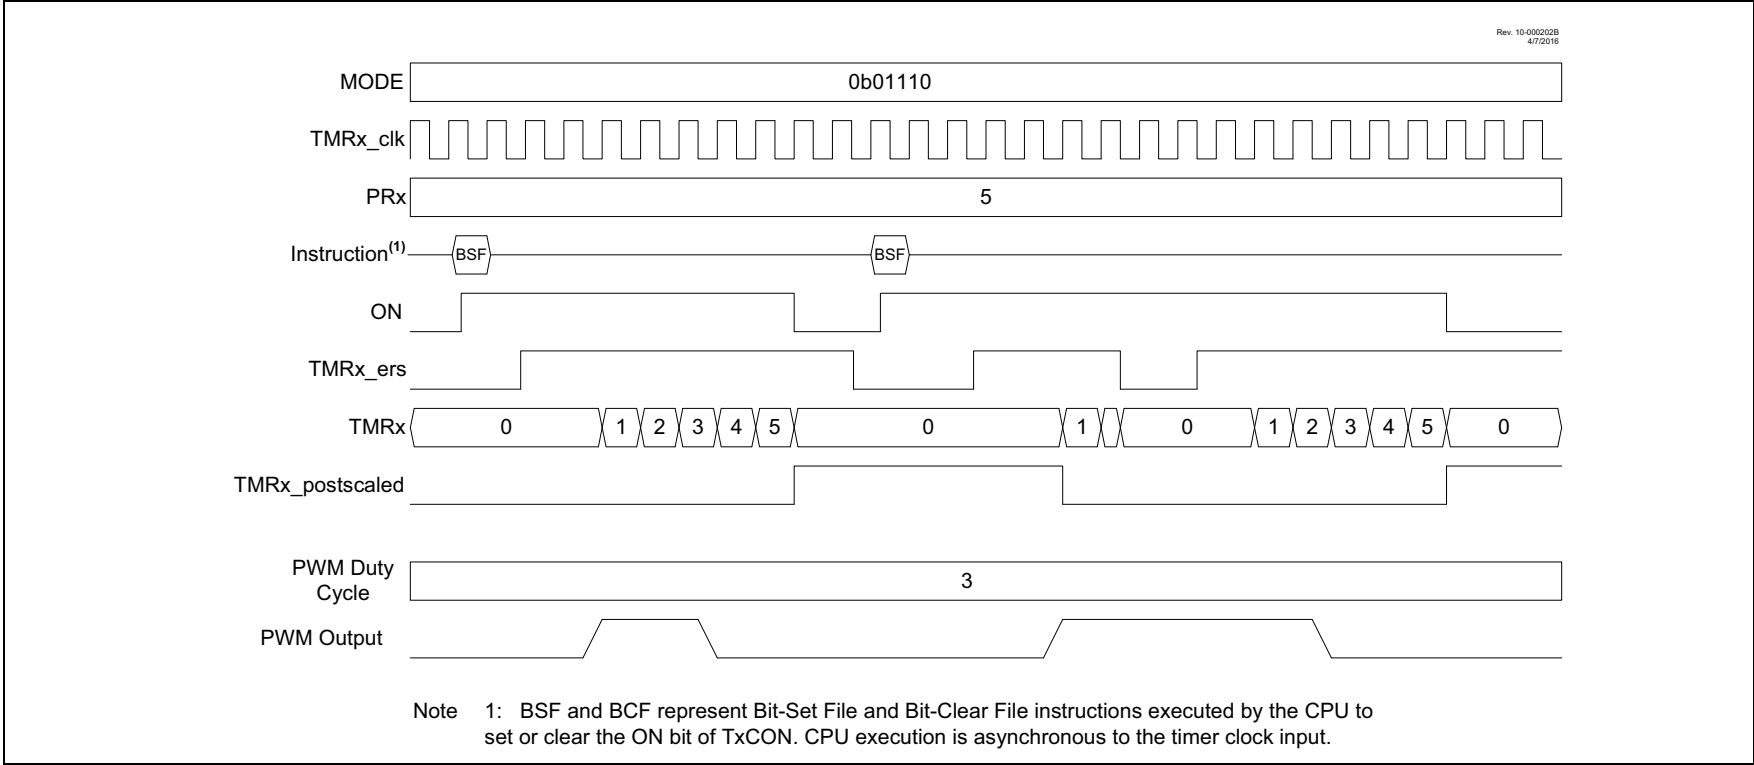 Rev. 10-000202B
4/7/2016
MODE 0b01110
TMRx_clk
PRx 5
Instruction(1) BSF BSF
ON
TMRx_ers
TMRx 0 1 2 3 4 5 0 1 0 1 2 3 4 5 0
TMRx_postscaled
PWM Duty
Cycle 3
PWM Output
Note 1: BSF and BCF represent Bit-Set File and Bit-Clear File instructions executed by the CPU to
set or clear the ON bit of TxCON. CPU execution is asynchronous to the timer clock input.